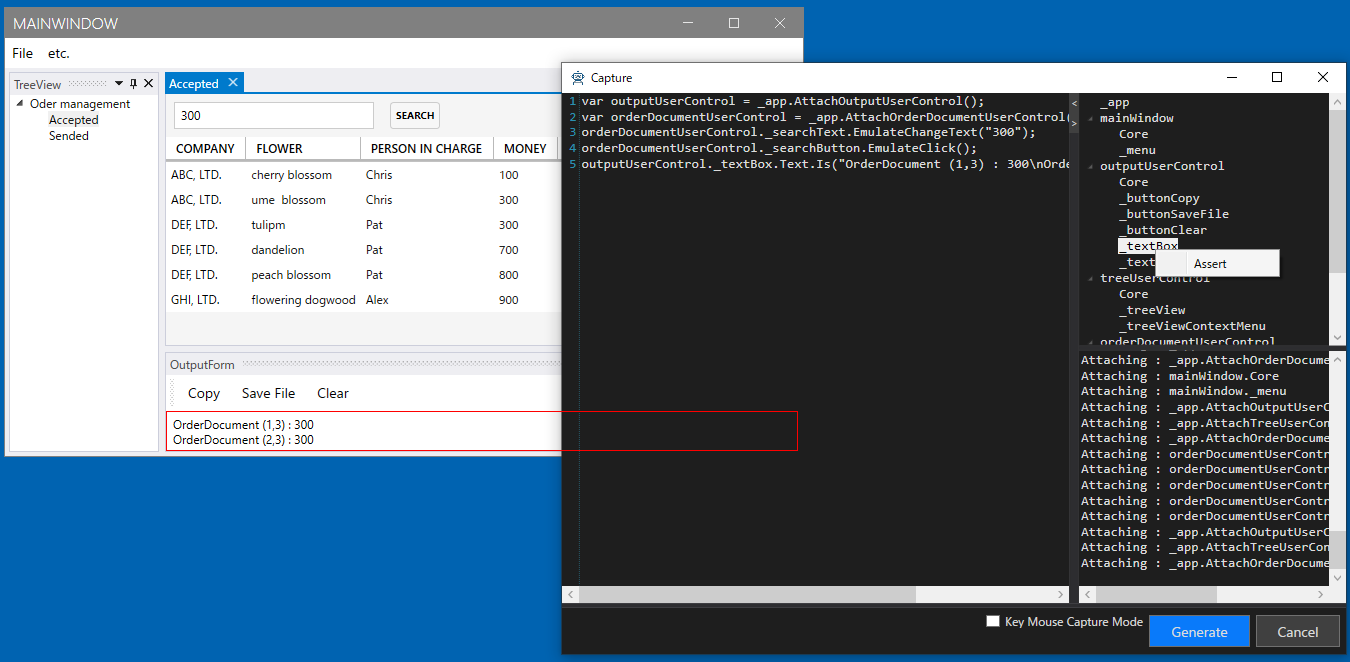 MAINWINDOW
File etc.
TreeView
Oder management
Accepted
Sended
Accepted
300 SEARCH
COMPANY FLOWER PERSON IN CHARGE MONEY
ABC, LTD. cherry blossom Chris 100
ABC, LTD. ume blossom Chris 300
DEF, LTD. tulipm Pat 300
DEF, LTD. dandelion Pat 700
DEF, LTD. peach blossom Pat 800
GHI, LTD. flowering dogwood Alex 900
OutputForm
Copy Save File Clear
OrderDocument (1,3) : 300
OrderDocument (2,3) : 300
Capture
1 var outputUserControl = _app.AttachOutputUserControl();
2 var orderDocumentUserControl = _app.AttachOrderDocumentUserControl(
3 orderDocumentUserControl._searchText.EmulateChangeText("300");
4 orderDocumentUserControl._searchButton.EmulateClick();
5 outputUserControl._textBox.Text.Is("OrderDocument (1,3) : 300\nOrde
<
>
_app
mainWindow
Core
_menu
outputUserControl
Core
_buttonCopy
_buttonSaveFile
_buttonClear
_textBox
_text
Assert
treeUserControl
Core
_treeView
_treeViewContextMenu
orderDocumentUserControl
Attaching : _app.AttachOrderDocume
Attaching : mainWindow.Core
Attaching : mainWindow._menu
Attaching : _app.AttachOutputUserC
Attaching : _app.AttachTreeUserCon
Attaching : _app.AttachOrderDocume
Attaching : orderDocumentUserContr
Attaching : orderDocumentUserContr
Attaching : orderDocumentUserContr
Attaching : orderDocumentUserContr
Attaching : orderDocumentUserContr
Attaching : _app.AttachOutputUserC
Attaching : _app.AttachTreeUserCon
Attaching : _app.AttachOrderDocume
Key Mouse Capture Mode
Generate
Cancel